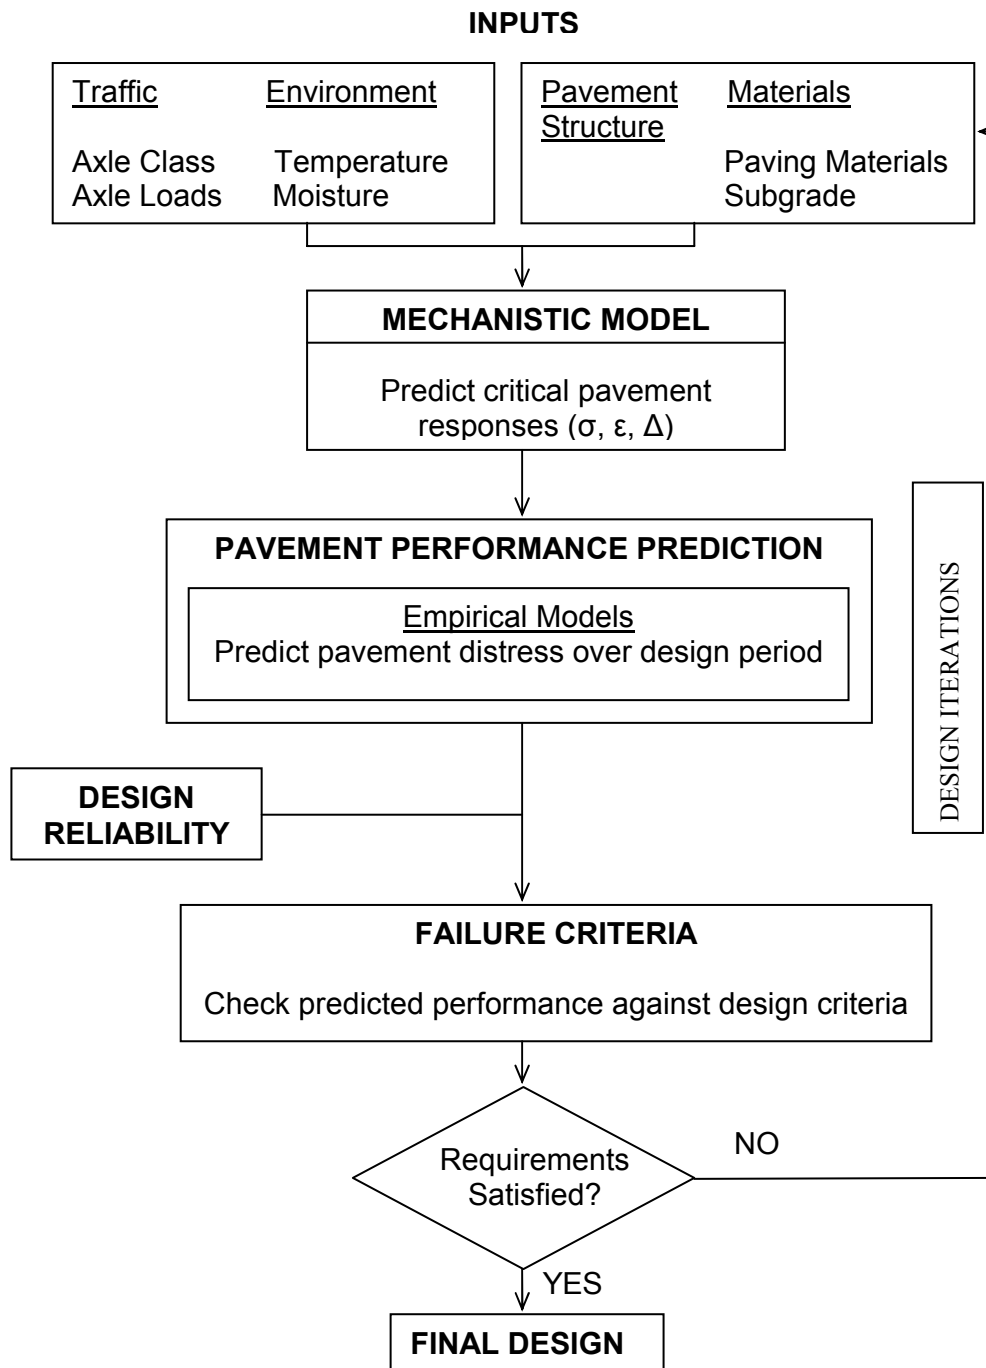 INPUTS
Traffic Environment
Axle Class Temperature
Axle Loads Moisture
Pavement Materials
Structure
Paving Materials
Subgrade
MECHANISTIC MODEL
Predict critical pavement
responses (σ, ε, Δ)
PAVEMENT PERFORMANCE PREDICTION
Empirical Models
Predict pavement distress over design period
DESIGN ITERATIONS
DESIGN
RELIABILITY
FAILURE CRITERIA
Check predicted performance against design criteria
Requirements
Satisfied?
NO
YES
FINAL DESIGN